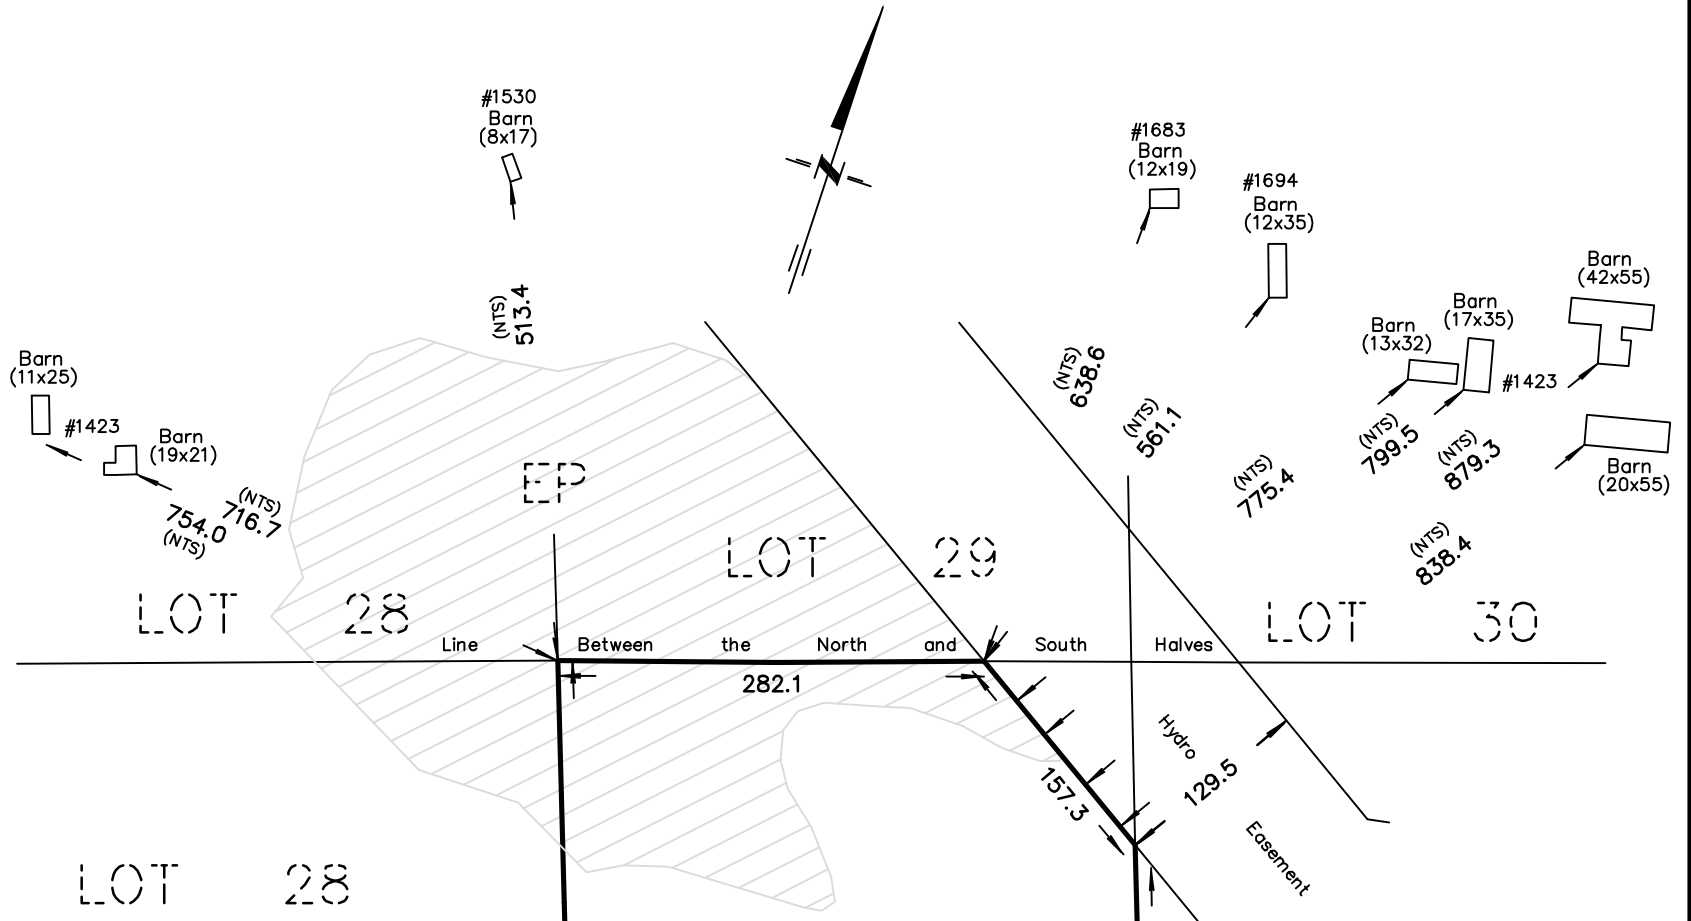 #1530
Barn
(8x17)
#1683
Barn
(12x19)
#1694
Barn
(12x35)
Barn
(42x55)
Barn
(17x35)
Barn
(13x32)
#1423
Barn
(20x55)
Barn
(11x25)
#1423
Barn
(19x21)
(NTS)
513.4
(NTS)
638.6
(NTS)
561.1
(NTS)
799.5
(NTS)
879.3
(NTS)
775.4
(NTS)
838.4
(NTS)
716.7
754.0
(NTS)
EP
LOT 29
LOT 28
LOT 30
Line Between the North and South Halves
282.1
157.3
Hydro
129.5
Easement
LOT 28